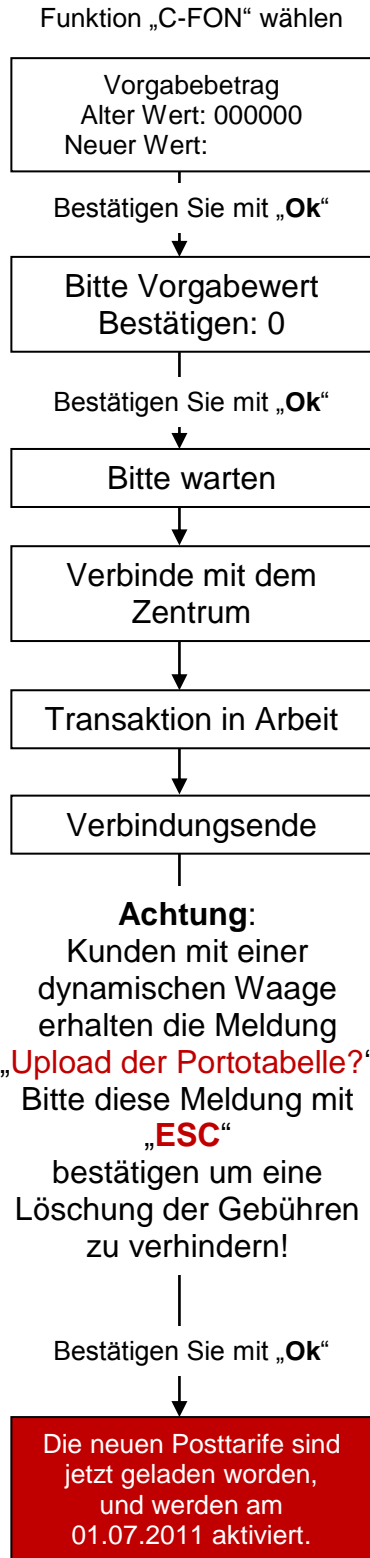 Funktion „C-FON“ wählen
Vorgabebetrag
Alter Wert: 000000
Neuer Wert:
Bestätigen Sie mit „Ok“
Bitte Vorgabewert
Bestätigen: 0
Bestätigen Sie mit „Ok“
Bitte warten
Verbinde mit dem
Zentrum
Transaktion in Arbeit
Verbindungsende
Achtung:
Kunden mit einer
dynamischen Waage
erhalten die Meldung
„Upload der Portotabelle?“
Bitte diese Meldung mit
„ESC“
bestätigen um eine
Löschung der Gebühren
zu verhindern!
Bestätigen Sie mit „Ok“
Die neuen Posttarife sind
jetzt geladen worden,
und werden am
01.07.2011 aktiviert.